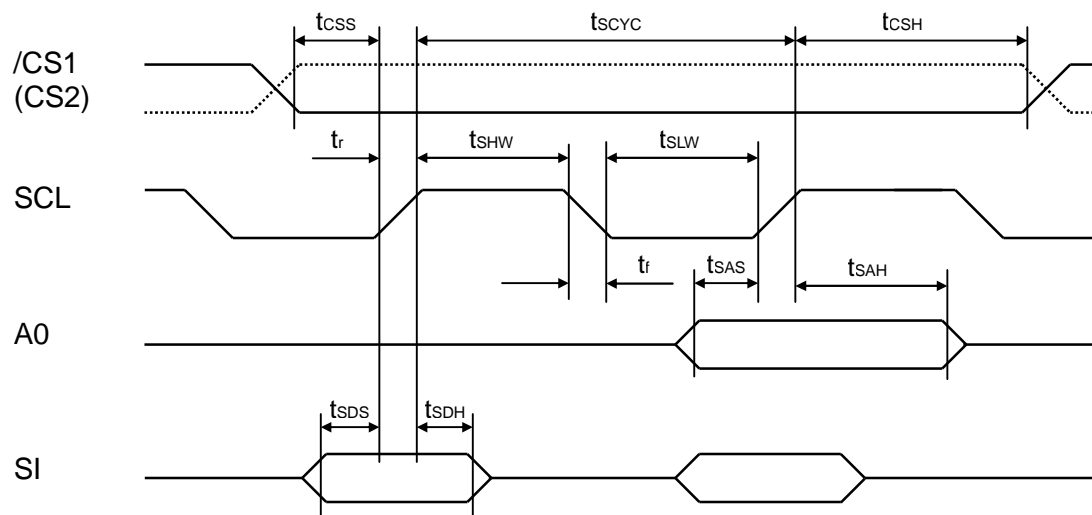 tCSS tSCYC tCSH
/CS1
(CS2)
tr tSHW tSLW
SCL
tf tSAS tSAH
A0
tSDS tSDH
SI